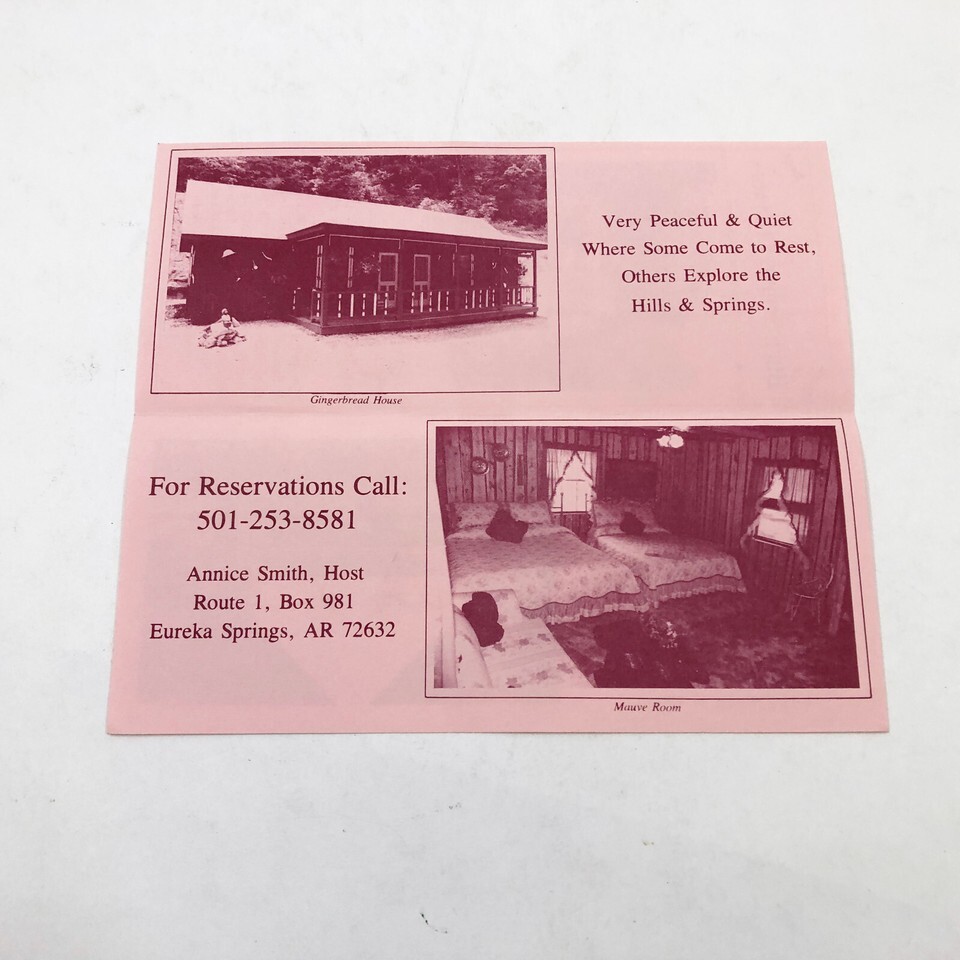 Very Peaceful & Quiet
Where Some Come to Rest,
Others Explore the
Hills & Springs.
Gingerbread House
For Reservations Call:
501-253-8581
Annice Smith, Host
Route 1, Box 981
Eureka Springs, AR 72632
Mauve Room